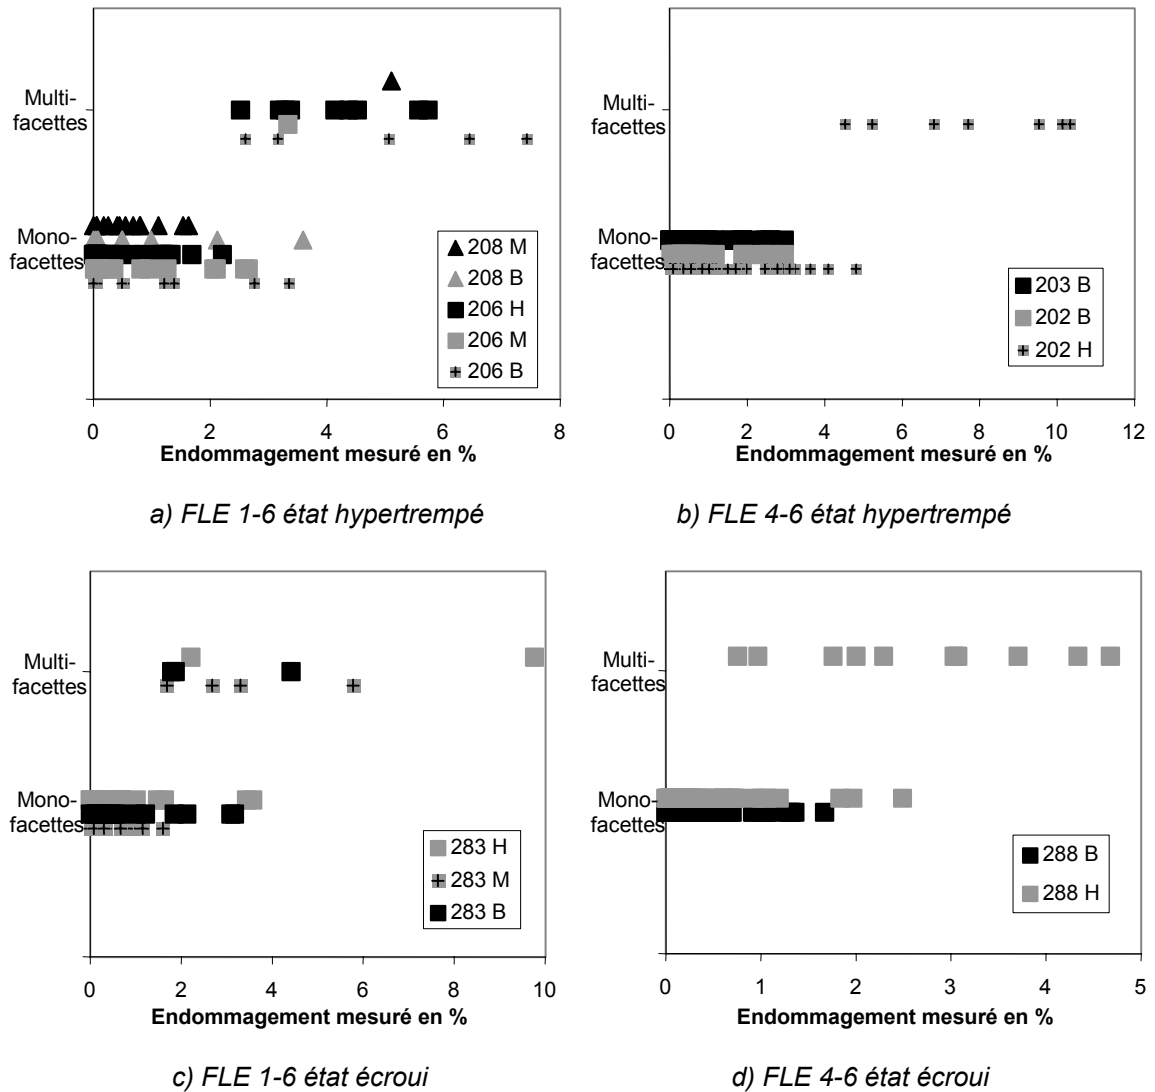 Multi-
facettes
Mono-
facettes
208 M
208 B
206 H
206 M
206 B
0 2 4 6 8
Endommagement mesuré en %
a) FLE 1-6 état hypertrempé
Multi-
facettes
Mono-
facettes
203 B
202 B
202 H
0 2 4 6 8 10 12
Endommagement mesuré en %
b) FLE 4-6 état hypertrempé
Multi-
facettes
Mono-
facettes
283 H
283 M
283 B
0 2 4 6 8 10
Endommagement mesuré en %
c) FLE 1-6 état écroui
Multi-
facettes
Mono-
facettes
288 B
288 H
0 1 2 3 4 5
Endommagement mesuré en %
d) FLE 4-6 état écroui